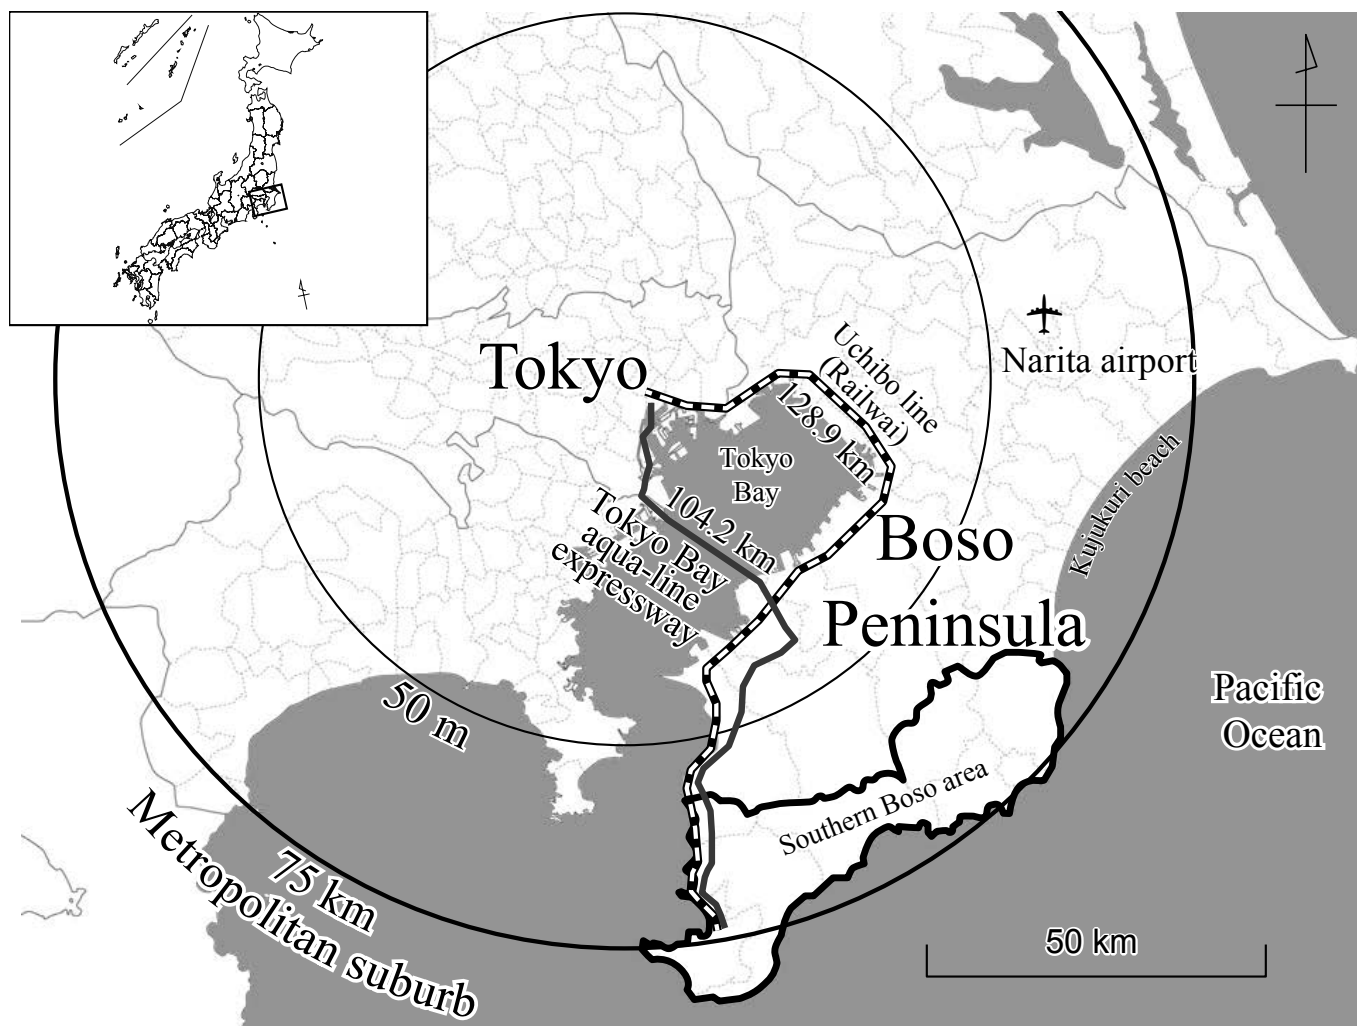 Tokyo
Uchibo line
(Railwai)
128.9 km
Narita airport
Tokyo
Bay
104.2 km
Tokyo Bay
aqua-line
expressway
Kujukuri beach
Boso
Peninsula
Pacific
Ocean
50 m
Southern Boso area
75 km
Metropolitan suburb
50 km